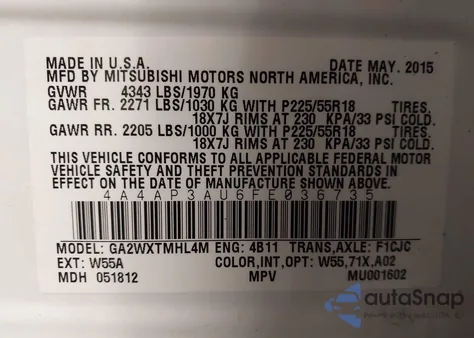 MADE IN U.S.A. DATE MAY. 2015
MFD BY MITSUBISHI MOTORS NORTH AMERICA, INC.
GVWR 4343 LBS/1970 KG
GAWR FR. 2271 LBS/1030 KG WITH P225/55R18 TIRES.
18X7J RIMS AT 230 KPA/33 PSI COLD.
GAWR RR. 2205 LBS/1000 KG WITH P225/55R18 TIRES.
18X7J RIMS AT 230 KPA/33 PSI COLD.
THIS VEHICLE CONFORMS TO ALL APPLICABLE FEDERAL MOTOR
VEHICLE SAFETY AND THEFT PREVENTION STANDARDS IN
EFFECT ON THE DATE OF MANUFACTURE SHOWN ABOVE.
4A4AP3AU6FE036735
MODEL: GA2WXTMHL4M ENG: 4B11 TRANS,AXLE: F1CJC
EXT: W55A COLOR,INT,OPT: W55,71X,A02
MDH 051812 MPV MU001602
autoSnap